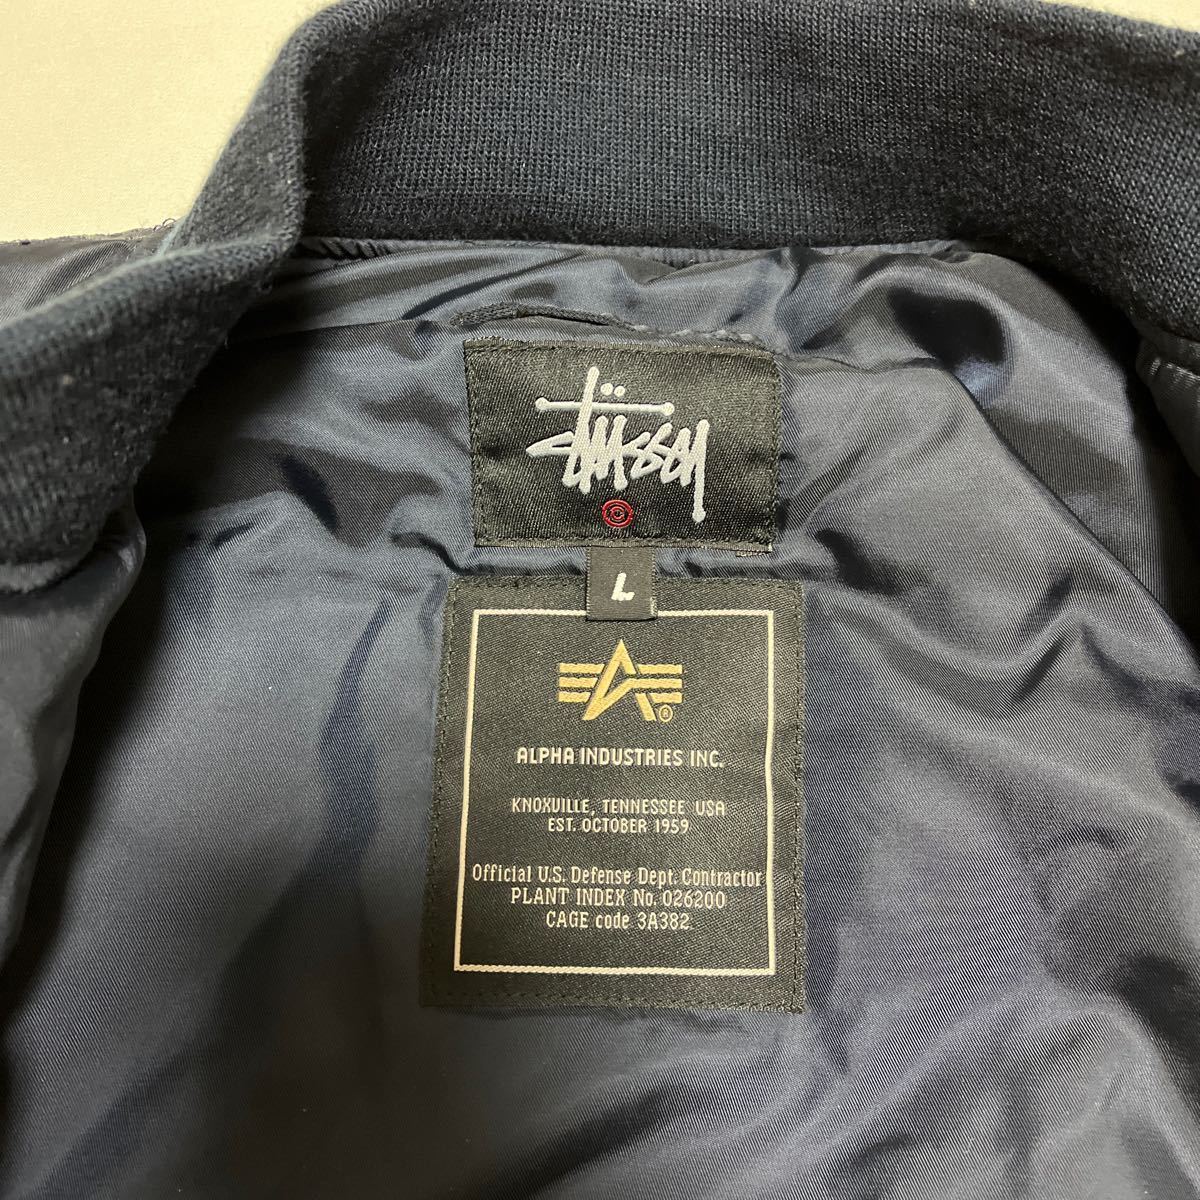 stüssy
L
®
ALPHA INDUSTRIES INC.
KNOXVILLE, TENNESSEE USA
EST. OCTOBER 1959
Official U.S. Defense Dept. Contractor
PLANT INDEX No. 026200
CAGE code 3A382